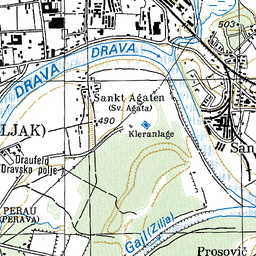 503
DRAVA
DRAVA
Sankt Agaten
(Sv. Agata)
490
Kleranlage
LJAK)
San
Draufeld
Dravsko polje
PERAU
(PERAVA)
Gail (Zilja)
Prosovič